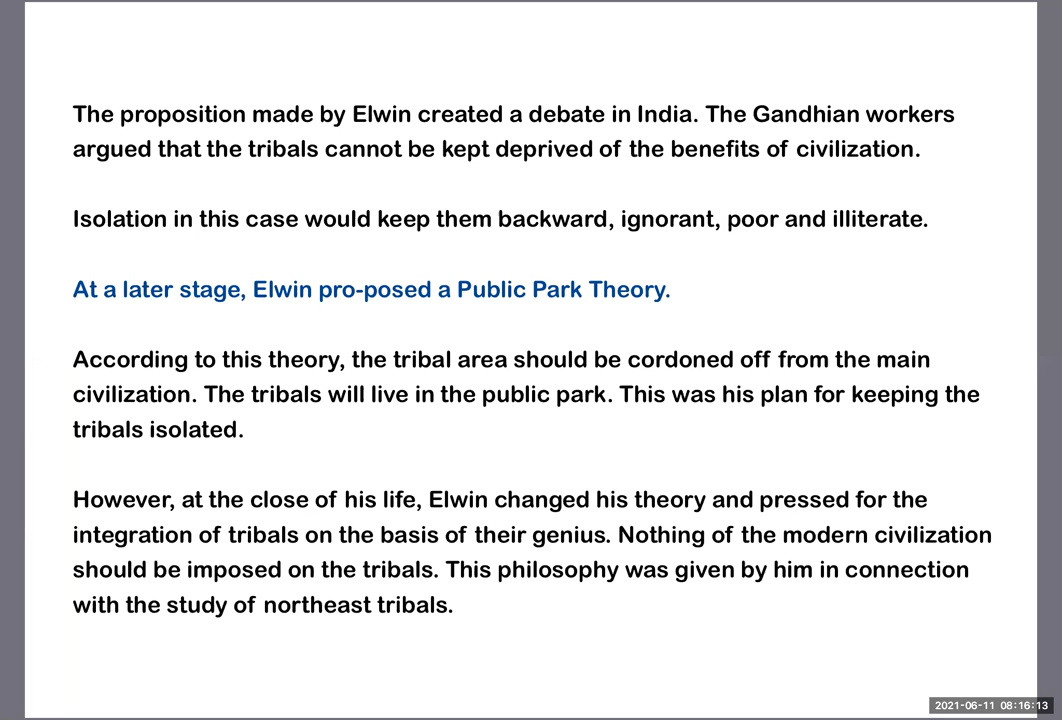 The proposition made by Elwin created a debate in India. The Gandhian workers
argued that the tribals cannot be kept deprived of the benefits of civilization.
Isolation in this case would keep them backward, ignorant, poor and illiterate.
At a later stage, Elwin pro-posed a Public Park Theory.
According to this theory, the tribal area should be cordoned off from the main
civilization. The tribals will live in the public park. This was his plan for keeping the
tribals isolated.
However, at the close of his life, Elwin changed his theory and pressed for the
integration of tribals on the basis of their genius. Nothing of the modern civilization
should be imposed on the tribals. This philosophy was given by him in connection
with the study of northeast tribals.
2021-06-11 08:16:13